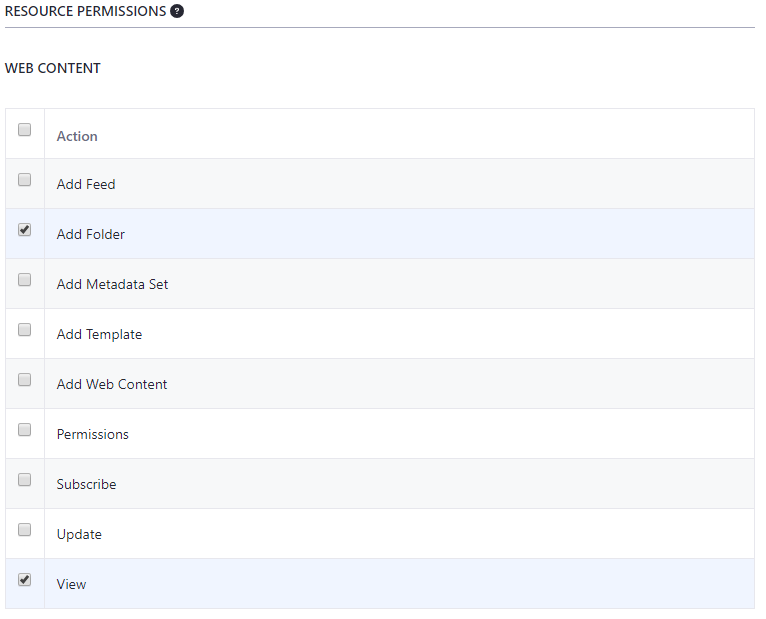 RESOURCE PERMISSIONS ?
WEB CONTENT
Action
Add Feed
Add Folder
Add Metadata Set
Add Template
Add Web Content
Permissions
Subscribe
Update
View